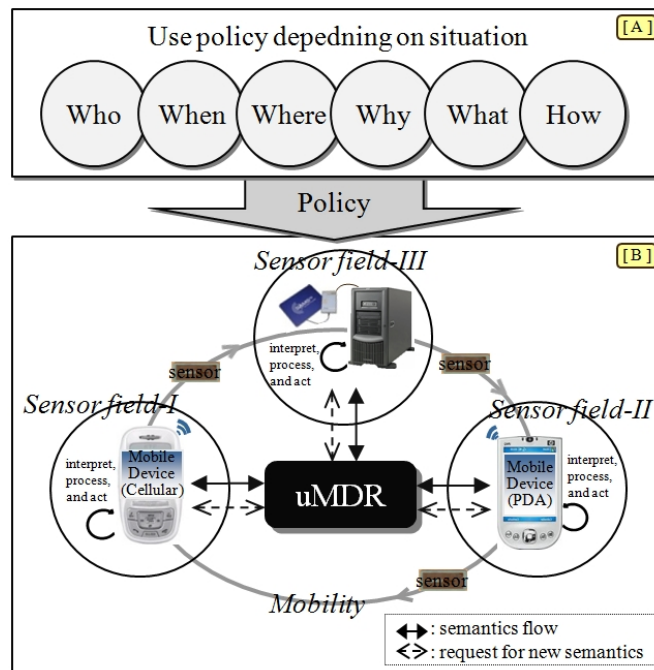 [ A ]
Use policy depedning on situation
Who When Where Why What How
Policy
[ B ]
Sensor field-III
interpret,
process,
and act
sensor
sensor
Sensor field-I
Sensor field-II
Mobile
Device
(Cellular)
interpret,
process,
and act
uMDR
Mobile
Device
(PDA)
interpret,
process,
and act
sensor
Mobility
: semantics flow
: request for new semantics